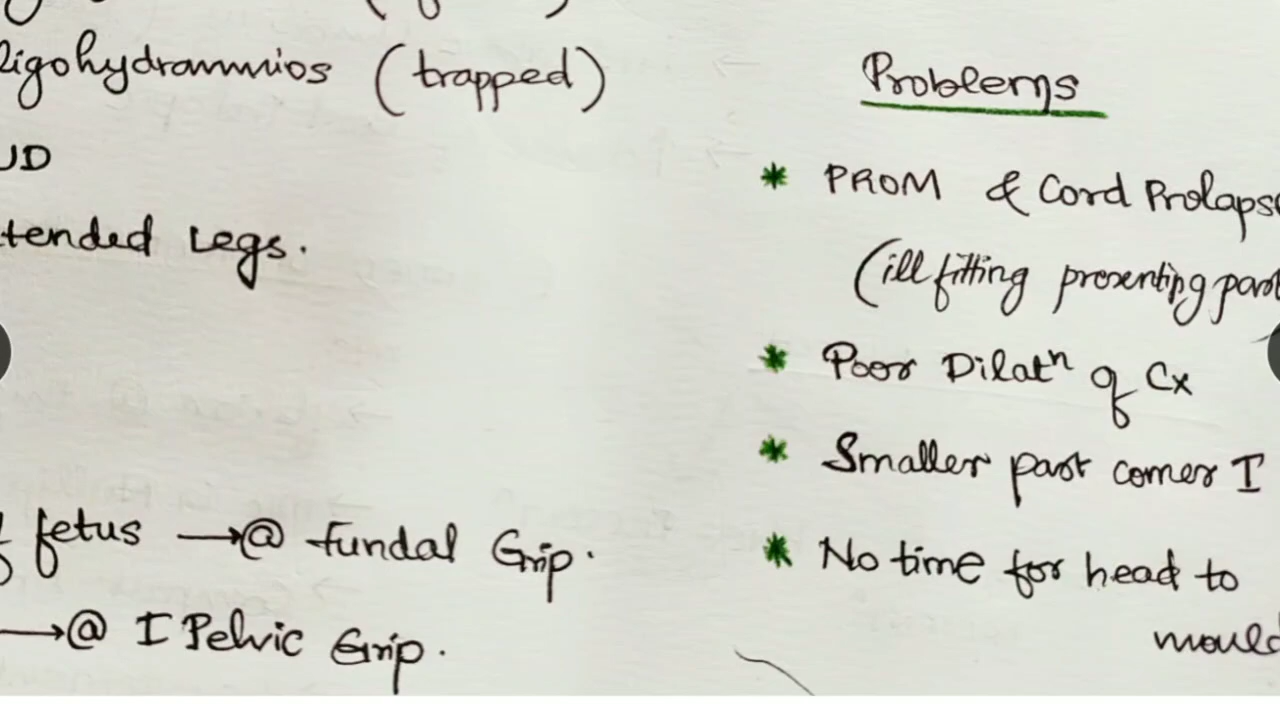 ligohydramnios (trapped)
UD
tended Legs.
fetus →@ fundal Grip.
→@ I Pelvic Grip.
Problems
* PROM & Cord Prolapse
(ill fitting presenting part
* Poor Dilatⁿ of Cx
* Smaller part comes I
* No time for head to
mould